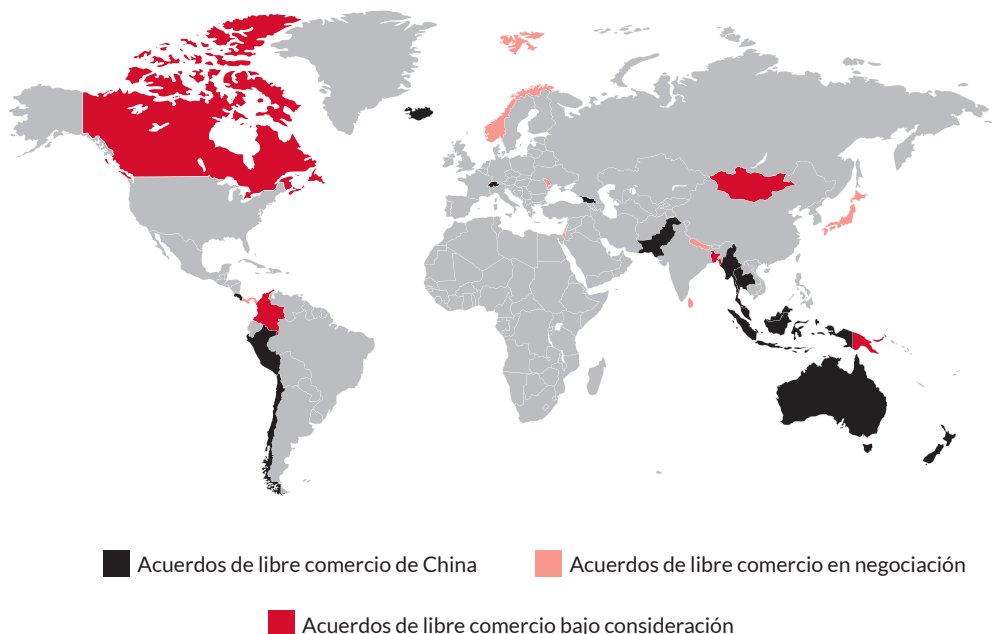 Acuerdos de libre comercio de China
Acuerdos de libre comercio en negociación
Acuerdos de libre comercio bajo consideración